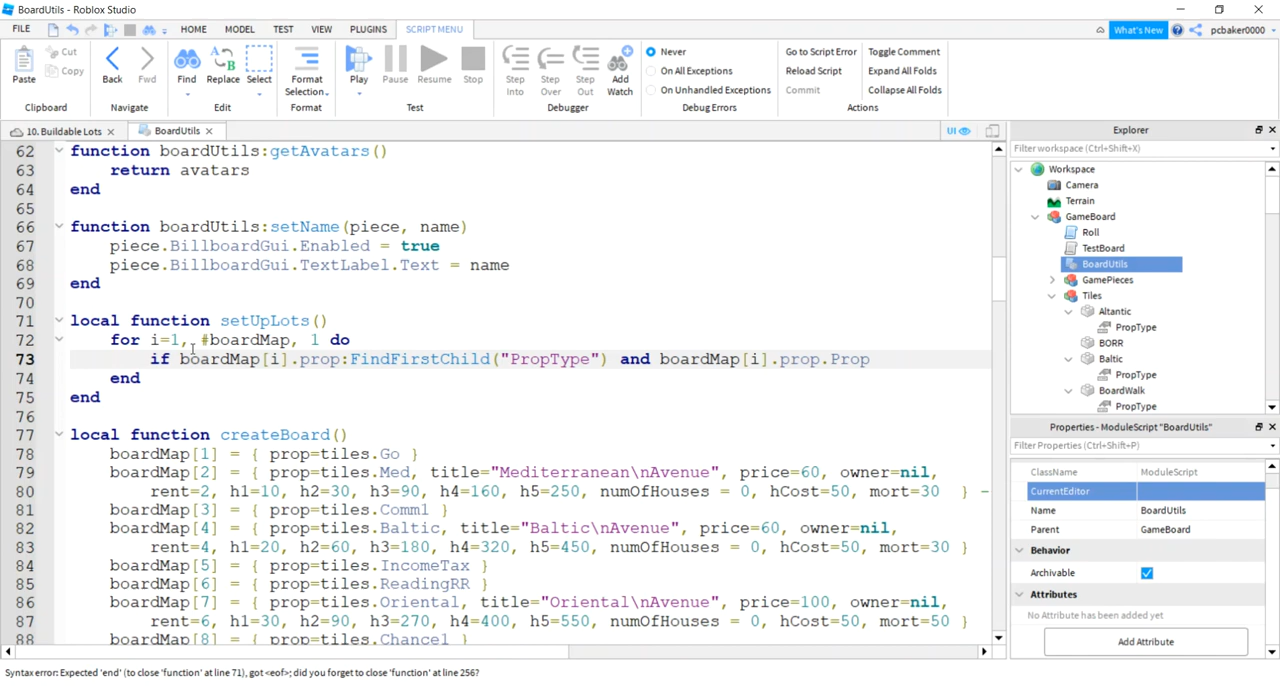 BoardUtils - Roblox Studio
FILE HOME MODEL TEST VIEW PLUGINS SCRIPT MENU What's New pcbaker0000
Paste Cut Copy Back Fwd Find Replace Select Format Selection Play Pause Resume Stop Step Into Step Over Step Out Add Watch Never On All Exceptions On Unhandled Exceptions Go to Script Error Reload Script Commit Toggle Comment Expand All Folds Collapse All Folds
Clipboard Navigate Edit Format Test Debugger Debug Errors Actions
10. Buildable Lots × BoardUtils × UI
62 function boardUtils:getAvatars()
63 return avatars
64 end
65
66 function boardUtils:setName(piece, name)
67 piece.BillboardGui.Enabled = true
68 piece.BillboardGui.TextLabel.Text = name
69 end
70
71 local function setUpLots()
72 for i=1, #boardMap, 1 do
73 if boardMap[i].prop:FindFirstChild("PropType") and boardMap[i].prop.Prop
74 end
75 end
76
77 local function createBoard()
78 boardMap[1] = { prop=tiles.Go }
79 boardMap[2] = { prop=tiles.Med, title="Mediterranean\nAvenue", price=60, owner=nil,
80 rent=2, h1=10, h2=30, h3=90, h4=160, h5=250, numOfHouses = 0, hCost=50, mort=30 } -
81 boardMap[3] = { prop=tiles.Comm1 }
82 boardMap[4] = { prop=tiles.Baltic, title="Baltic\nAvenue", price=60, owner=nil,
83 rent=4, h1=20, h2=60, h3=180, h4=320, h5=450, numOfHouses = 0, hCost=50, mort=30 }
84 boardMap[5] = { prop=tiles.IncomeTax }
85 boardMap[6] = { prop=tiles.ReadingRR }
86 boardMap[7] = { prop=tiles.Oriental, title="Oriental\nAvenue", price=100, owner=nil,
87 rent=6, h1=30, h2=90, h3=270, h4=400, h5=550, numOfHouses = 0, hCost=50, mort=50 }
88 boardMap[8] = { prop=tiles.Chance1 }
Explorer
Filter workspace (Ctrl+Shift+X)
Workspace
Camera
Terrain
GameBoard
Roll
TestBoard
BoardUtils
GamePieces
Tiles
Altantic
PropType
BORR
Baltic
PropType
BoardWalk
PropType
Properties - ModuleScript "BoardUtils"
Filter Properties (Ctrl+Shift+P)
ClassName ModuleScript
CurrentEditor
Name BoardUtils
Parent GameBoard
Behavior
Archivable
Attributes
No Attribute has been added yet
Add Attribute
Syntax error: Expected 'end' (to close 'function' at line 71), got <eof>; did you forget to close 'function' at line 256?